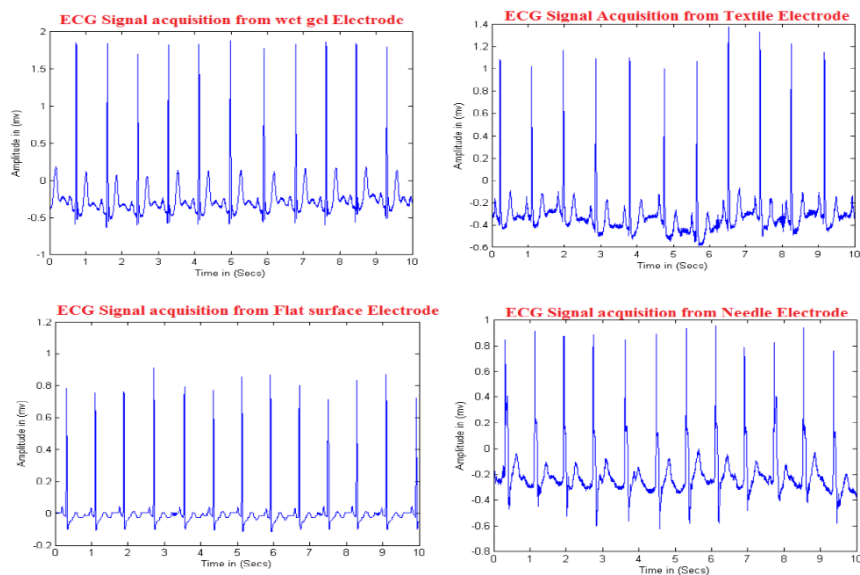 ECG Signal acquisition from wet gel Electrode
2
1.5
1
0.5
0
-0.5
-1
Amplitude in (mv)
0 1 2 3 4 5 6 7 8 9 10
Time in (Secs)
ECG Signal Acquisition from Textile Electrode
1.4
1.2
1
0.8
0.6
0.4
0.2
0
-0.2
-0.4
-0.6
Amplitude in (mv)
0 1 2 3 4 5 6 7 8 9 10
Time in (Secs)
ECG Signal acquisition from Flat surface Electrode
1.2
1
0.8
0.6
0.4
0.2
0
-0.2
Amplitude in (mv)
0 1 2 3 4 5 6 7 8 9 10
Time in (Secs)
ECG Signal acquisition from Needle Electrode
1
0.8
0.6
0.4
0.2
0
-0.2
-0.4
-0.6
-0.8
Amplitude in (mv)
0 1 2 3 4 5 6 7 8 9 10
Time in (Secs)